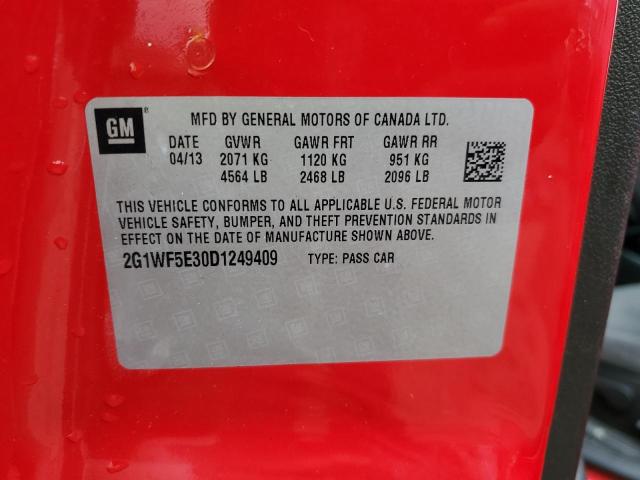 GM
MFD BY GENERAL MOTORS OF CANADA LTD.
DATE GVWR GAWR FRT GAWR RR
04/13 2071 KG 1120 KG 951 KG
4564 LB 2468 LB 2096 LB
THIS VEHICLE CONFORMS TO ALL APPLICABLE U.S. FEDERAL MOTOR
VEHICLE SAFETY, BUMPER, AND THEFT PREVENTION STANDARDS IN
EFFECT ON THE DATE OF MANUFACTURE SHOWN ABOVE.
2G1WF5E30D1249409 TYPE: PASS CAR